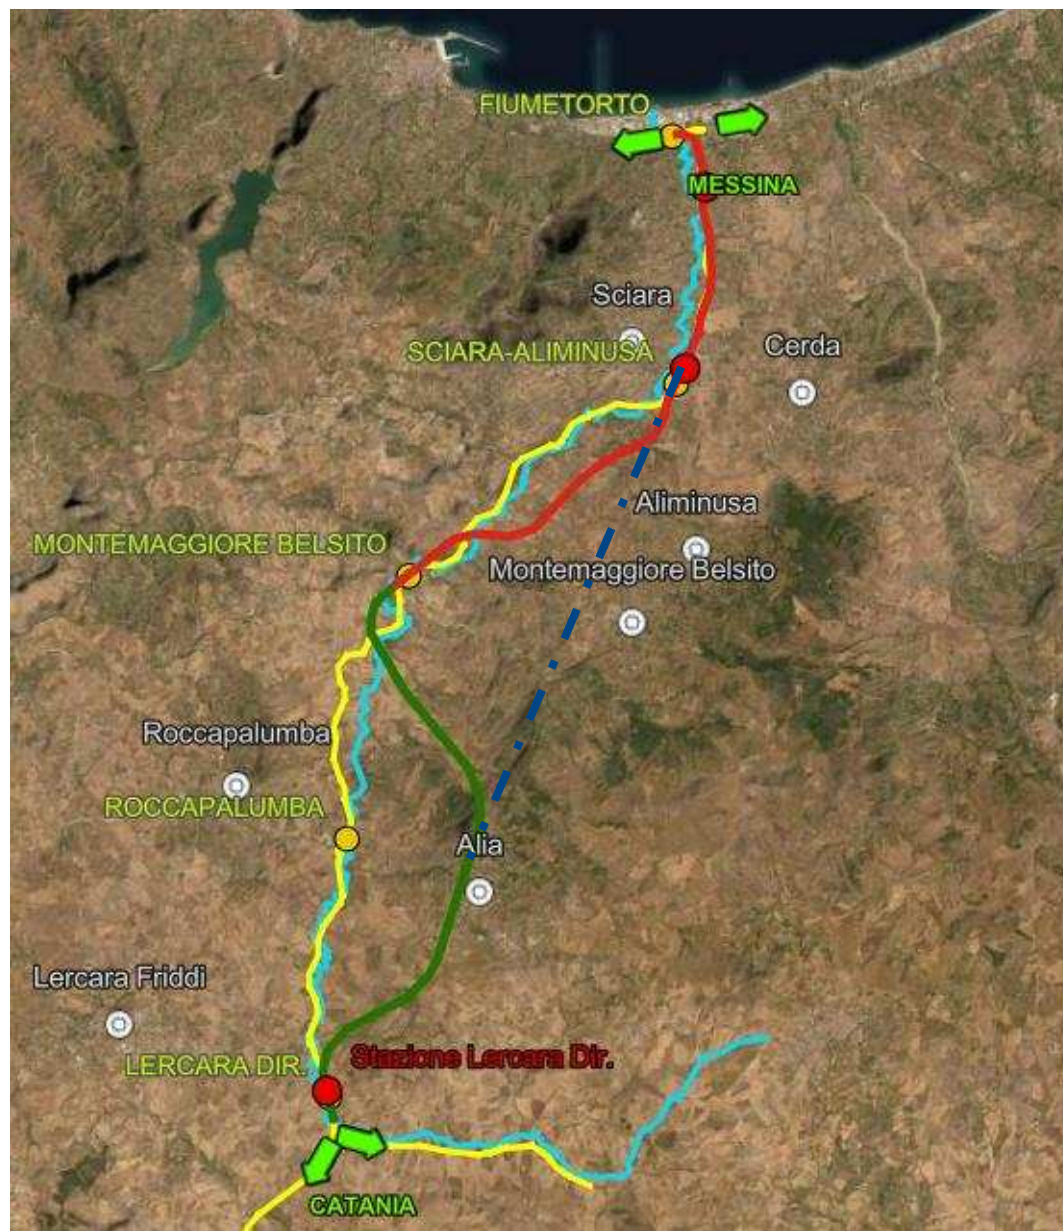 FIUMETORTO
MESSINA
Sciara
SCIARA-ALIMINUSA
Cerda
Aliminusa
MONTEMAGGIORE BELSITO
Montemaggiore Belsito
Roccapalumba
ROCCAPALUMBA
Alia
Lercara Friddi
LERCARA DIR.
Stazione Lercara Dir.
CATANIA